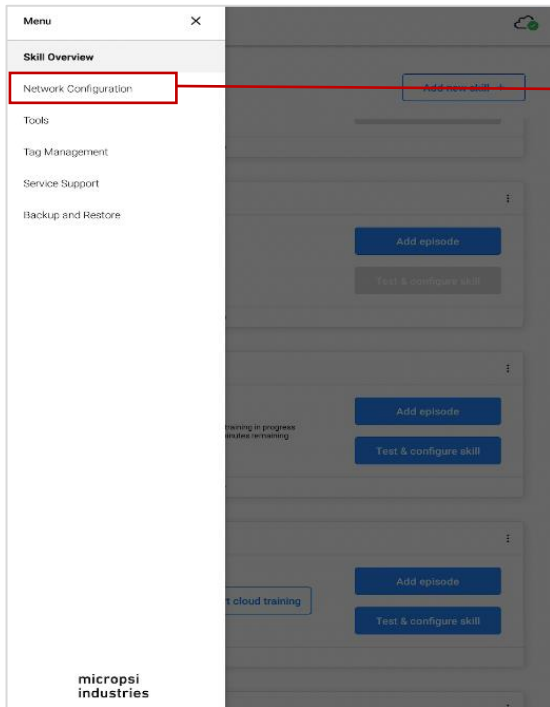 Menu
Skill Overview
Network Configuration
Add new skill +
Tools
Tag Management
Service Support
Add episode
Backup and Restore
Test & configure skill
training in progress
minutes remaining
Add episode
Test & configure skill
t cloud training
Add episode
Test & configure skill
micropsi
industries